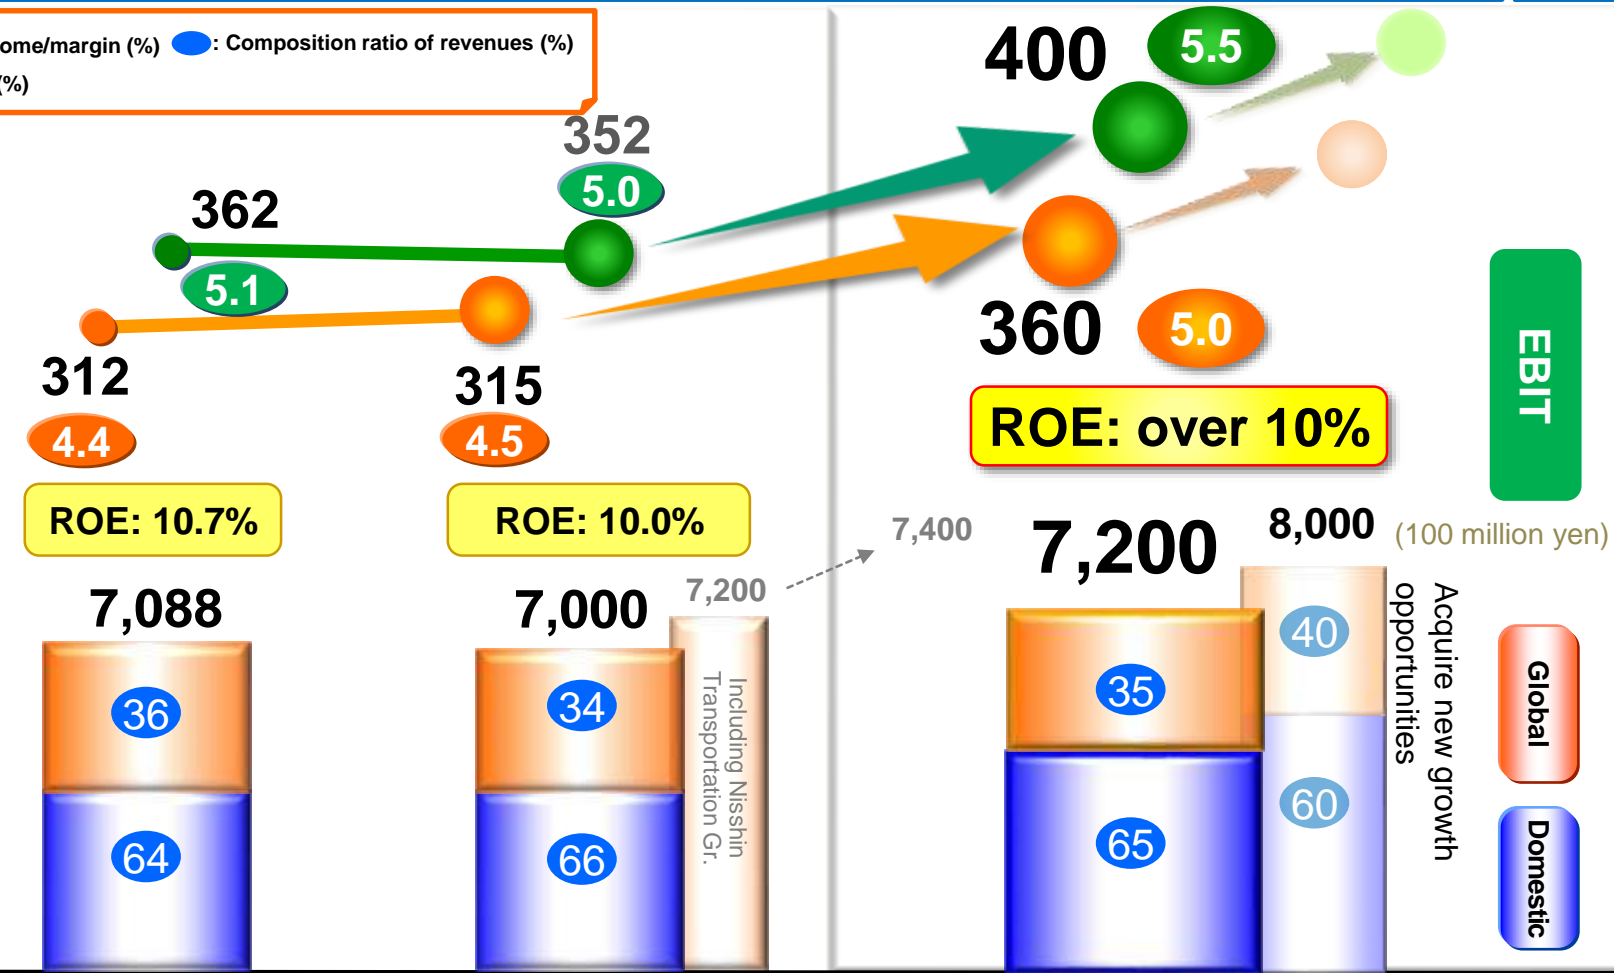 ome/margin (%) : Composition ratio of revenues (%)
(%)
400
5.5
352
5.0
362
5.1
312
4.4
315
4.5
360
5.0
EBIT
ROE: over 10%
ROE: 10.7%
ROE: 10.0%
7,400
7,200
8,000
(100 million yen)
7,088
7,000
7,200
36
64
34
66
Including Nisshin
Transportation Gr.
35
65
40
60
Acquire new growth
opportunities
Global
Domestic